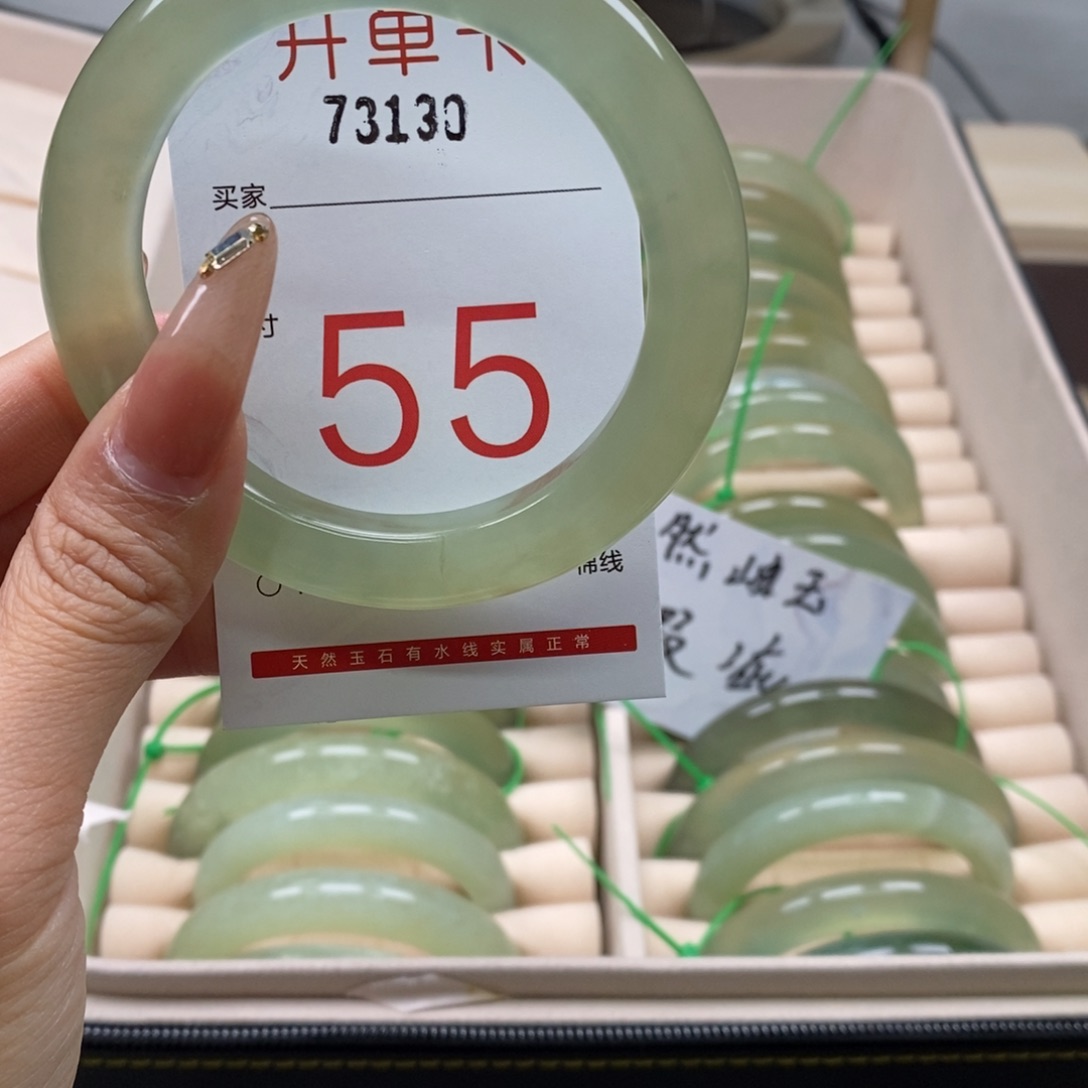 开单卡
73130
买家
寸
55
棉线
天然玉石有水线实属正常
然岫玉
假